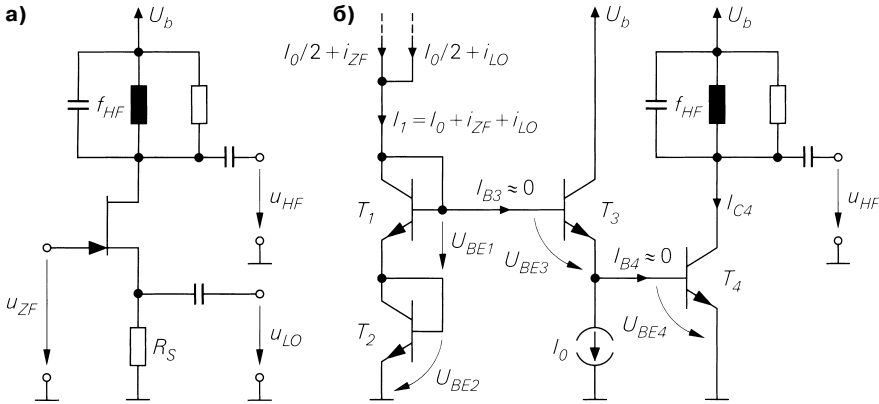 а)
U_b
f_HF
u_HF
u_ZF
R_S
u_LO
б)
I_0/2 + i_ZF
I_0/2 + i_LO
I_1 = I_0 + i_ZF + i_LO
T_1
U_BE1
I_B3 ≈ 0
T_3
U_BE3
T_2
U_BE2
U_b
I_0
I_B4 ≈ 0
T_4
U_BE4
U_b
f_HF
I_C4
u_HF